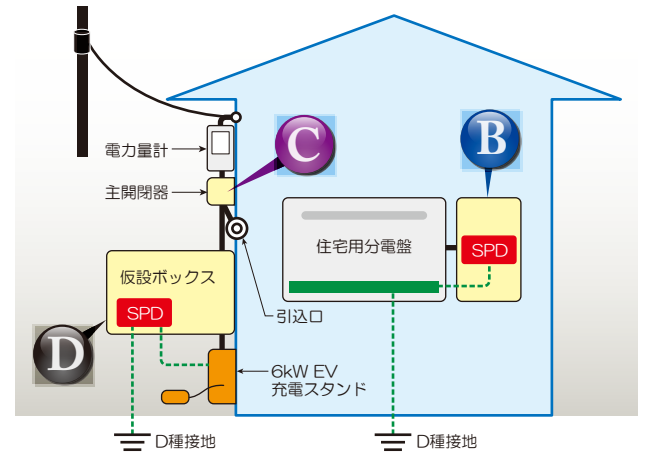 電力量計
C
B
主開閉器
住宅用分電盤
SPD
仮設ボックス
SPD
引込口
D
6kW EV
充電スタンド
D種接地
D種接地